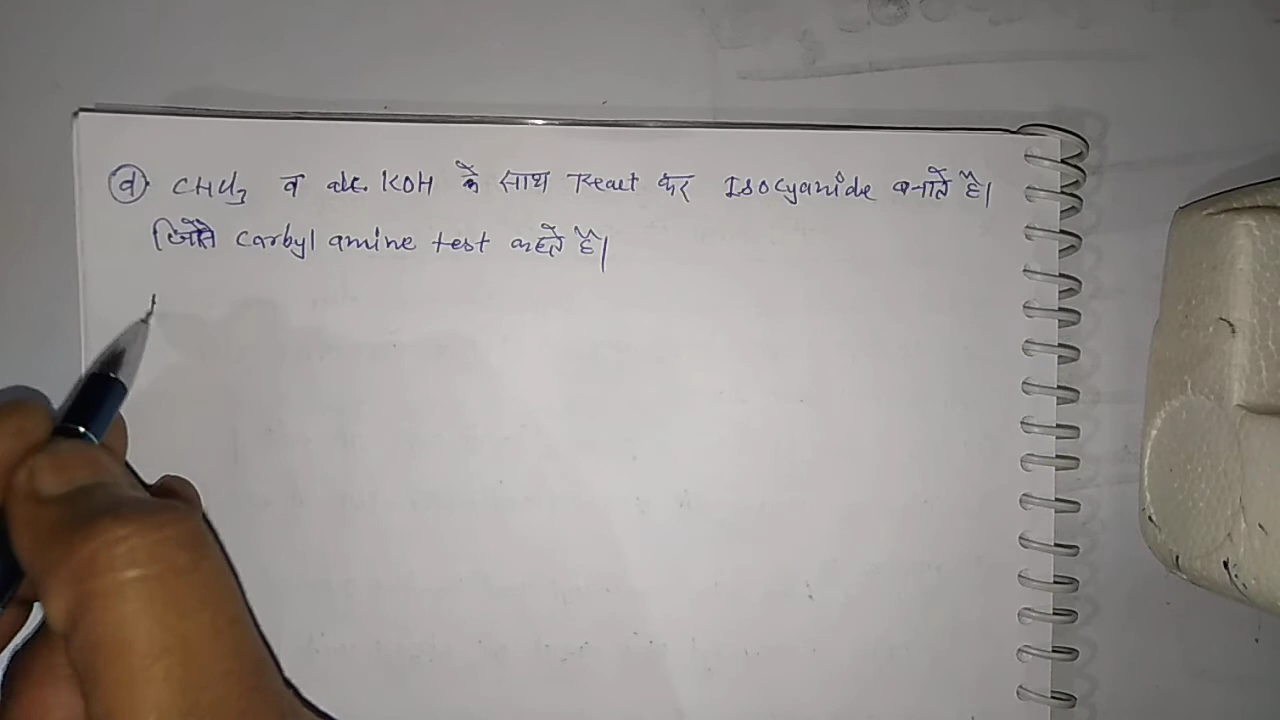 (d) CHCl3 व alc. KOH के साथ React कर Isocyanide बनाते है।
जिसे carbyl amine test कहते है।